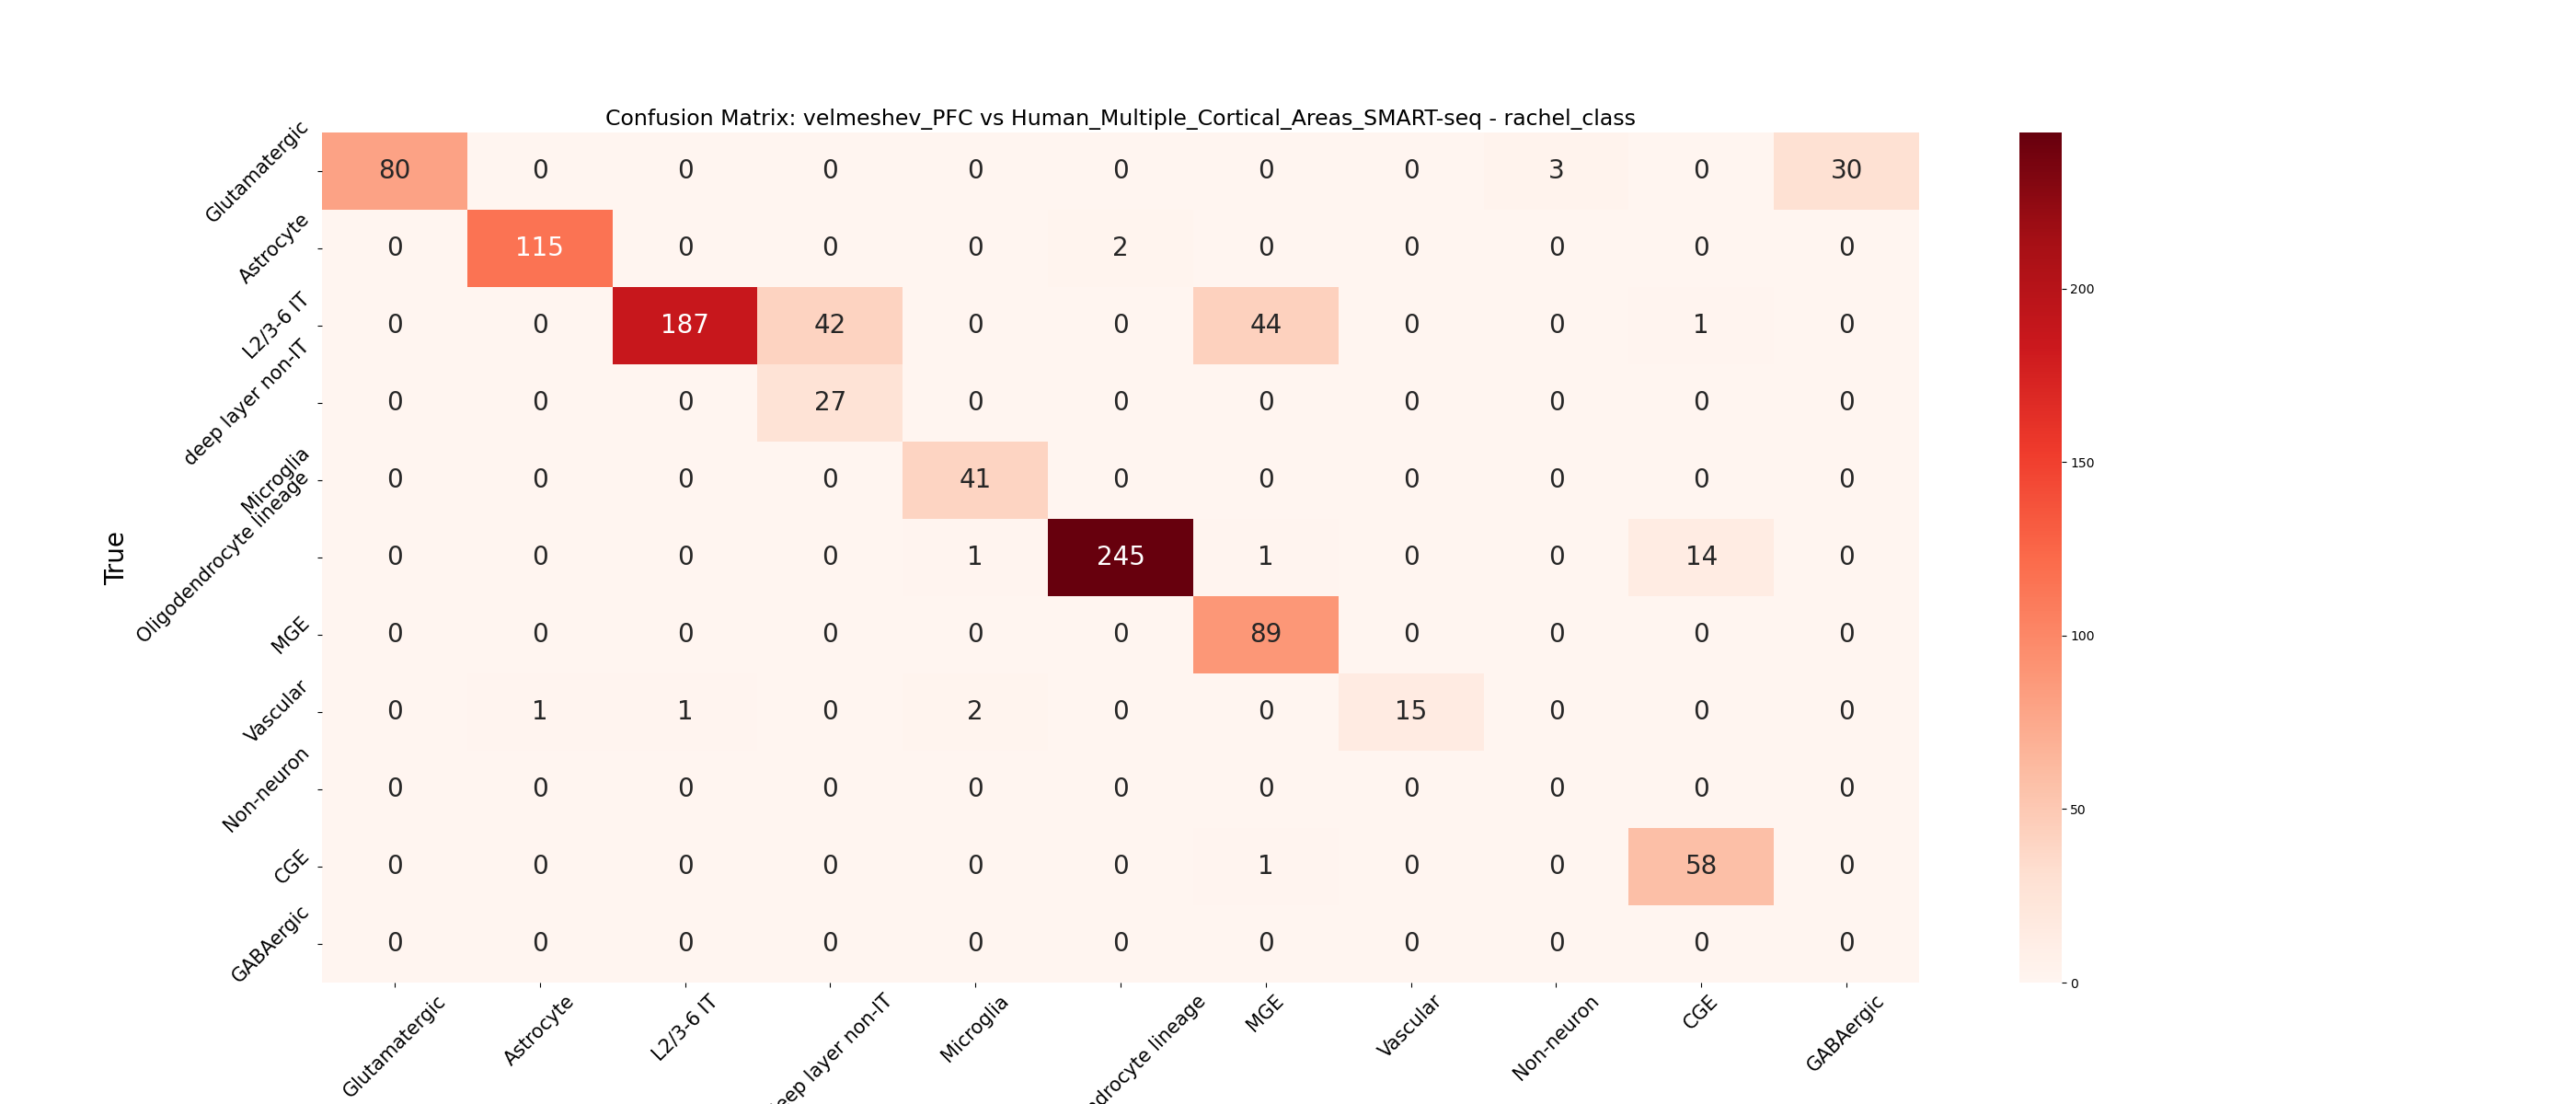 Confusion Matrix: velmeshev_PFC vs Human_Multiple_Cortical_Areas_SMART-seq - rachel_class
True
Glutamatergic 80 0 0 0 0 0 0 0 3 0 30
Astrocyte 0 115 0 0 0 2 0 0 0 0 0
L2/3-6 IT 0 0 187 42 0 0 44 0 0 1 0
deep layer non-IT 0 0 0 27 0 0 0 0 0 0 0
Microglia 0 0 0 0 41 0 0 0 0 0 0
Oligodendrocyte lineage 0 0 0 0 1 245 1 0 0 14 0
MGE 0 0 0 0 0 0 89 0 0 0 0
Vascular 0 1 1 0 2 0 0 15 0 0 0
Non-neuron 0 0 0 0 0 0 0 0 0 0 0
CGE 0 0 0 0 0 0 1 0 0 58 0
GABAergic 0 0 0 0 0 0 0 0 0 0 0
Glutamatergic Astrocyte L2/3-6 IT eep layer non-IT Microglia ndrocyte lineage MGE Vascular Non-neuron CGE GABAergic
200
150
100
50
0